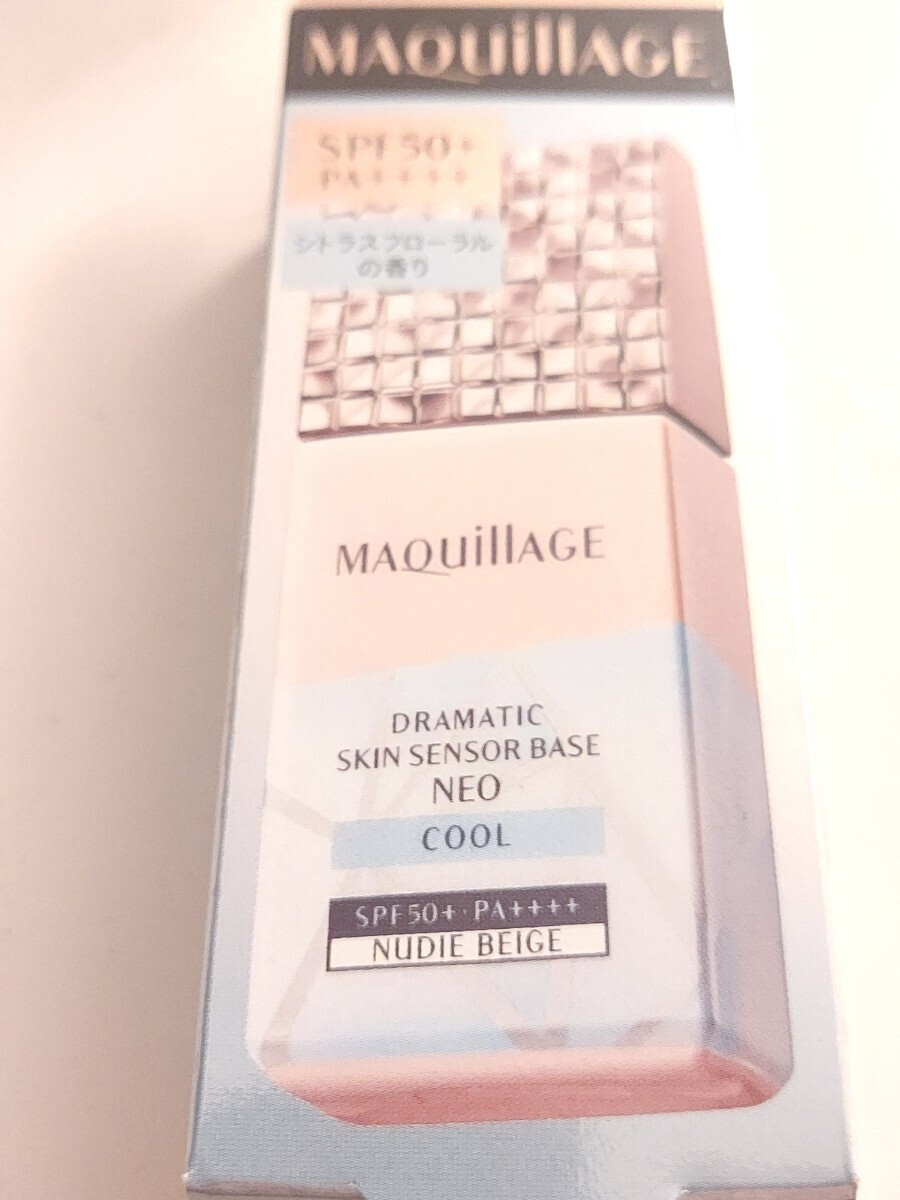 MAQuillAGE
SPF50+
PA++++
シトラスフローラル
の香り
MAQuillAGE
DRAMATIC
SKIN SENSOR BASE
NEO
COOL
SPF50+・PA++++
NUDIE BEIGE